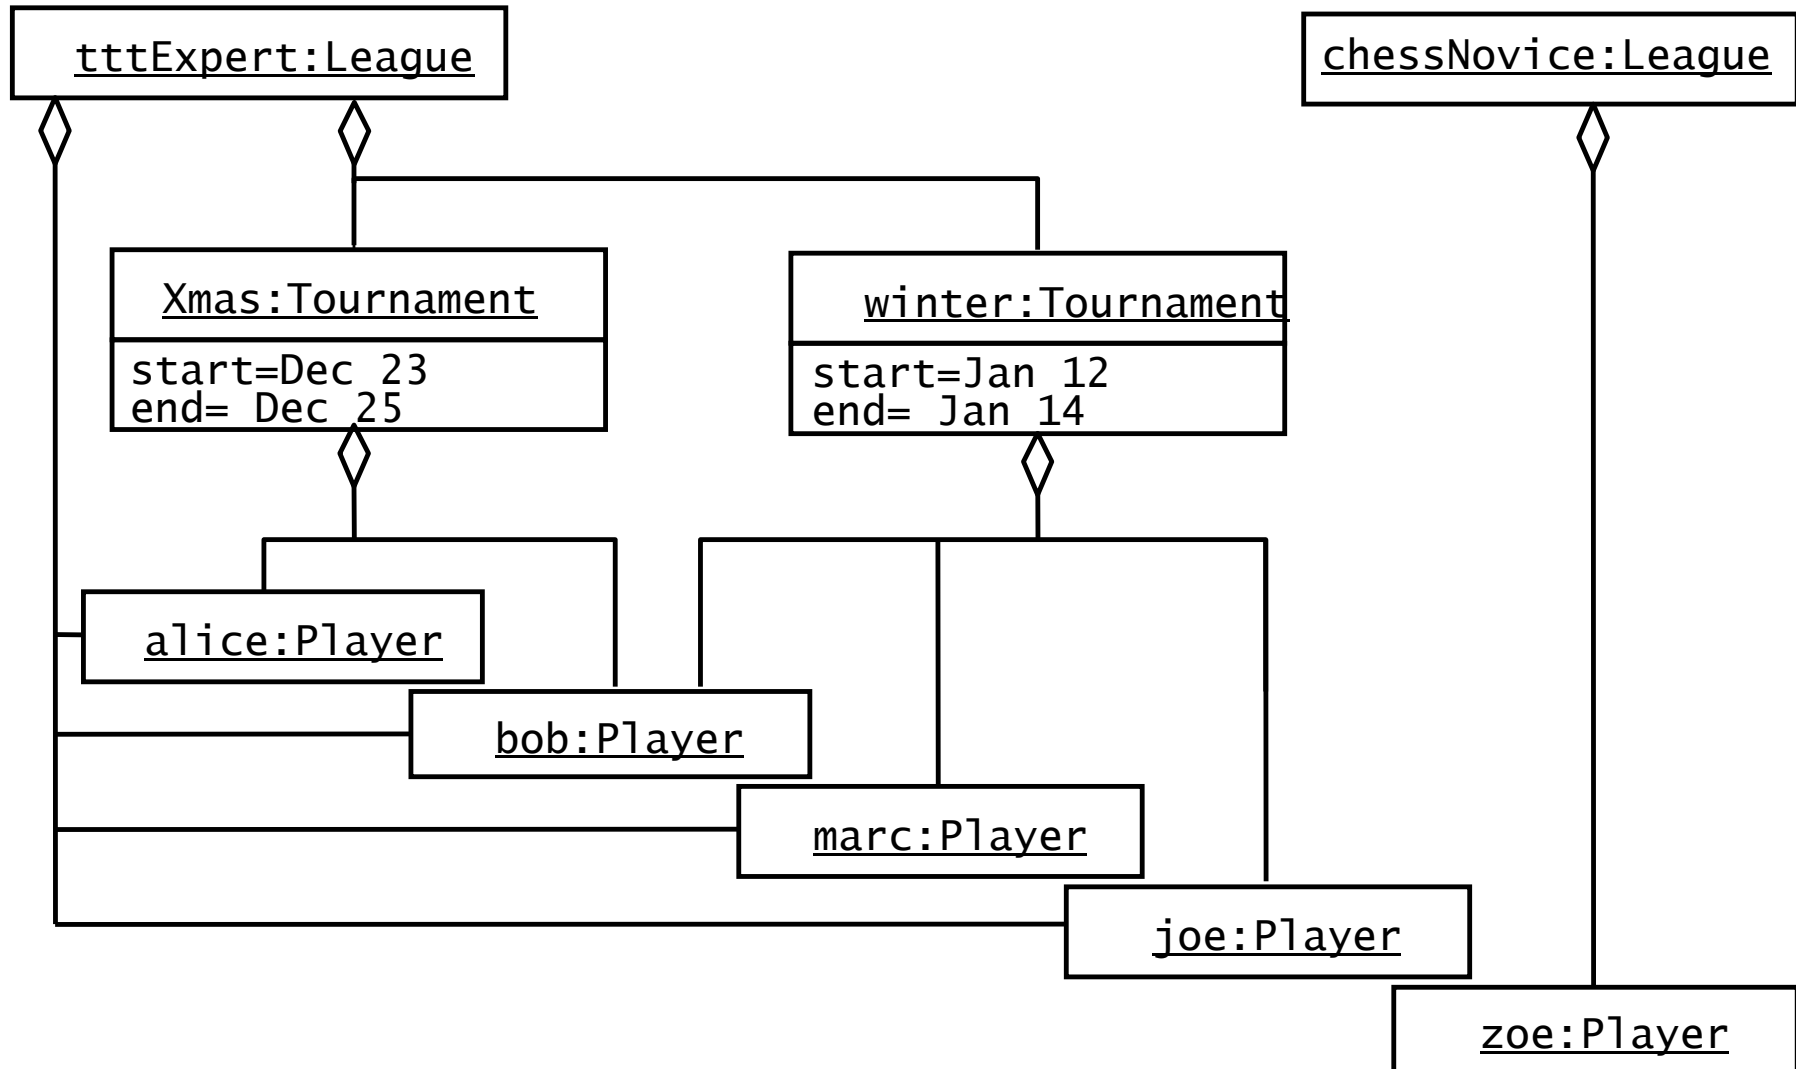 tttExpert:League
chessNovice:League
Xmas:Tournament
start=Dec 23
end= Dec 25
winter:Tournament
start=Jan 12
end= Jan 14
alice:Player
bob:Player
marc:Player
joe:Player
zoe:Player